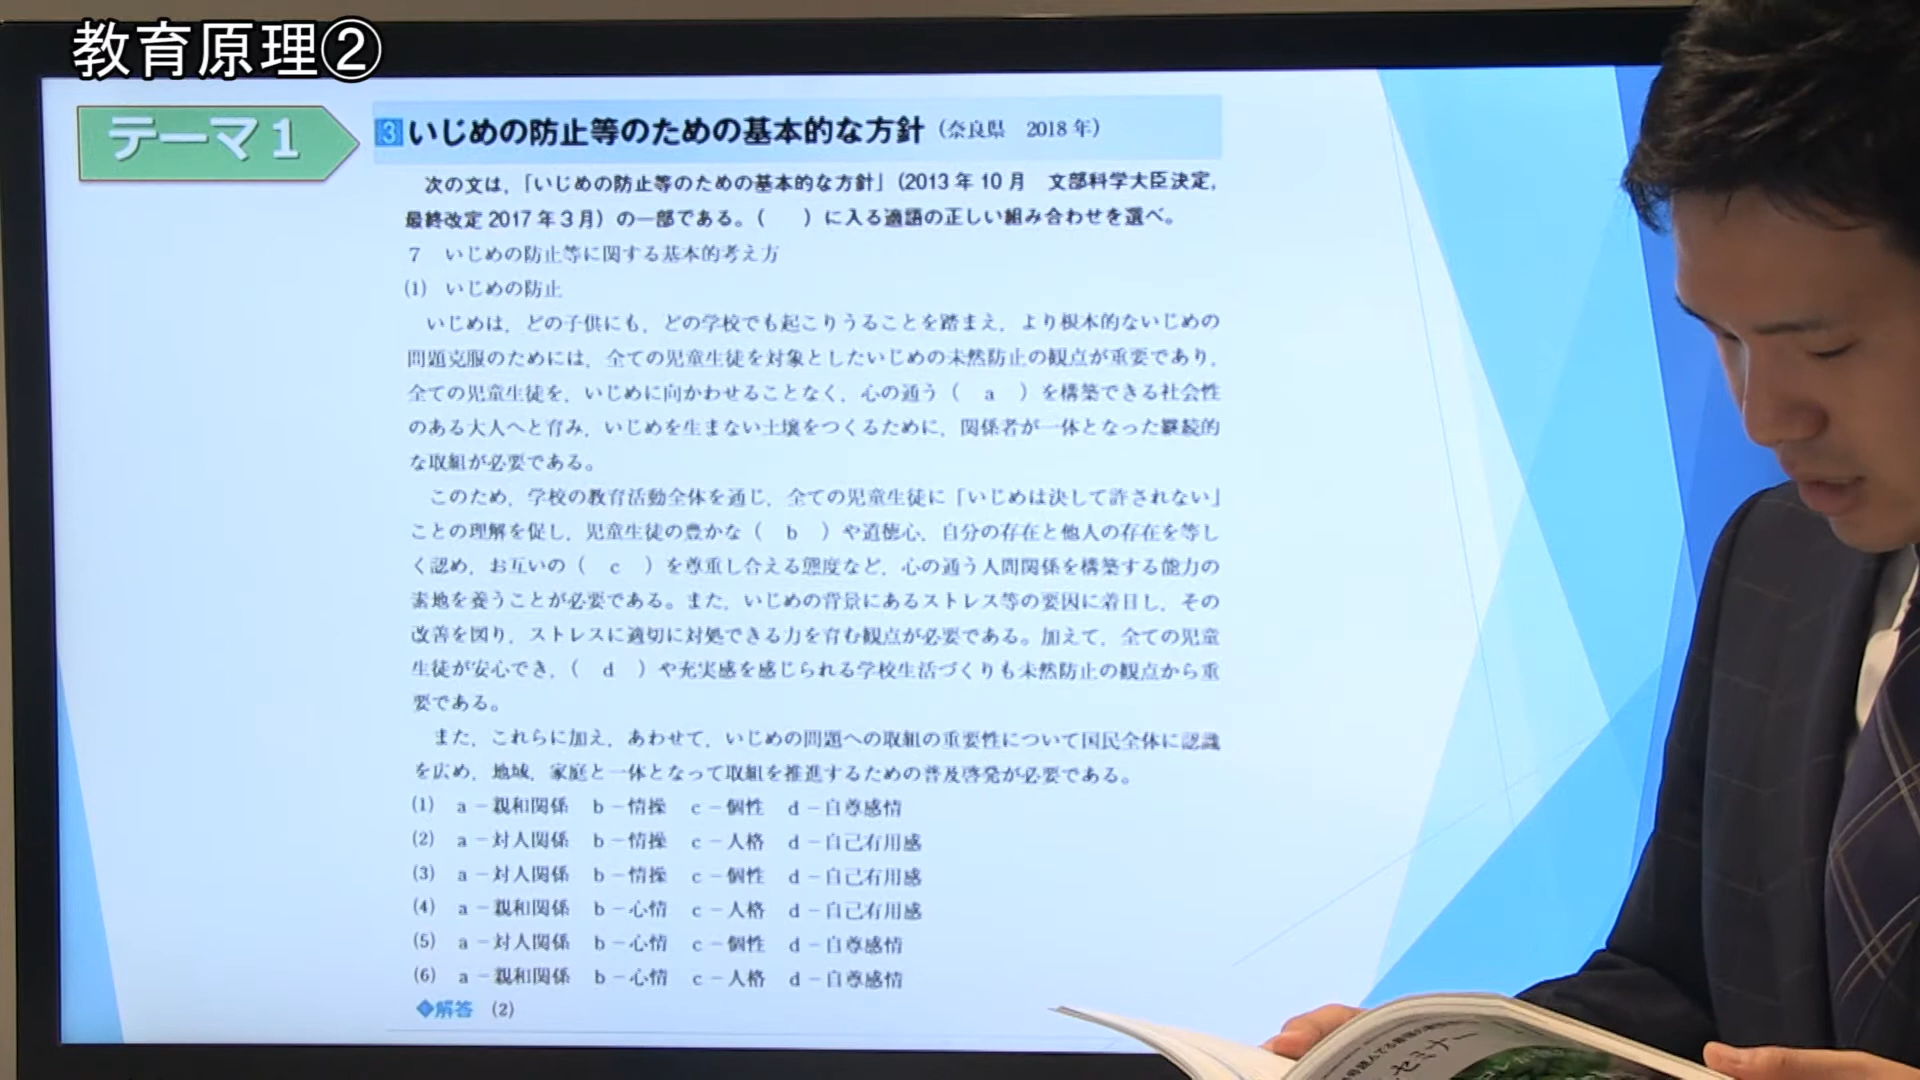 教育原理②
テーマ1
3 いじめの防止等のための基本的な方針（奈良県　2018年）
次の文は，「いじめの防止等のための基本的な方針」（2013年10月　文部科学大臣決定，
最終改定2017年3月）の一部である。（　　）に入る適語の正しい組み合わせを選べ。
7　いじめの防止等に関する基本的考え方
(1)　いじめの防止
いじめは，どの子供にも，どの学校でも起こりうることを踏まえ，より根本的ないじめの
問題克服のためには，全ての児童生徒を対象としたいじめの未然防止の観点が重要であり，
全ての児童生徒を，いじめに向かわせることなく，心の通う（　a　）を構築できる社会性
のある大人へと育み，いじめを生まない土壌をつくるために，関係者が一体となった継続的
な取組が必要である。
このため，学校の教育活動全体を通じ，全ての児童生徒に「いじめは決して許されない」
ことの理解を促し，児童生徒の豊かな（　b　）や道徳心，自分の存在と他人の存在を等し
く認め，お互いの（　c　）を尊重し合える態度など，心の通う人間関係を構築する能力の
素地を養うことが必要である。また，いじめの背景にあるストレス等の要因に着目し，その
改善を図り，ストレスに適切に対処できる力を育む観点が必要である。加えて，全ての児童
生徒が安心でき，（　d　）や充実感を感じられる学校生活づくりも未然防止の観点から重
要である。
また，これらに加え，あわせて，いじめの問題への取組の重要性について国民全体に認識
を広め，地域，家庭と一体となって取組を推進するための普及啓発が必要である。
(1)　a－親和関係　b－情操　c－個性　d－自尊感情
(2)　a－対人関係　b－情操　c－人格　d－自己有用感
(3)　a－対人関係　b－情操　c－個性　d－自己有用感
(4)　a－親和関係　b－心情　c－人格　d－自己有用感
(5)　a－対人関係　b－心情　c－個性　d－自尊感情
(6)　a－親和関係　b－心情　c－人格　d－自尊感情
◆解答　(2)
セミナー